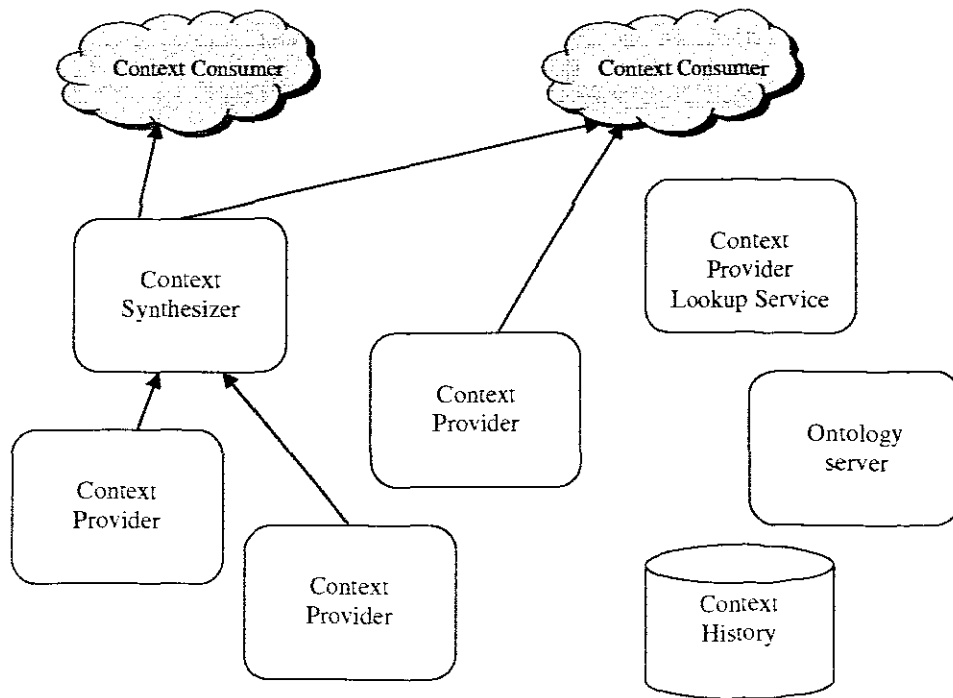 Context Consumer
Context Consumer
Context
Provider
Lookup Service
Context
Synthesizer
Context
Provider
Ontology
server
Context
Provider
Context
Provider
Context
History